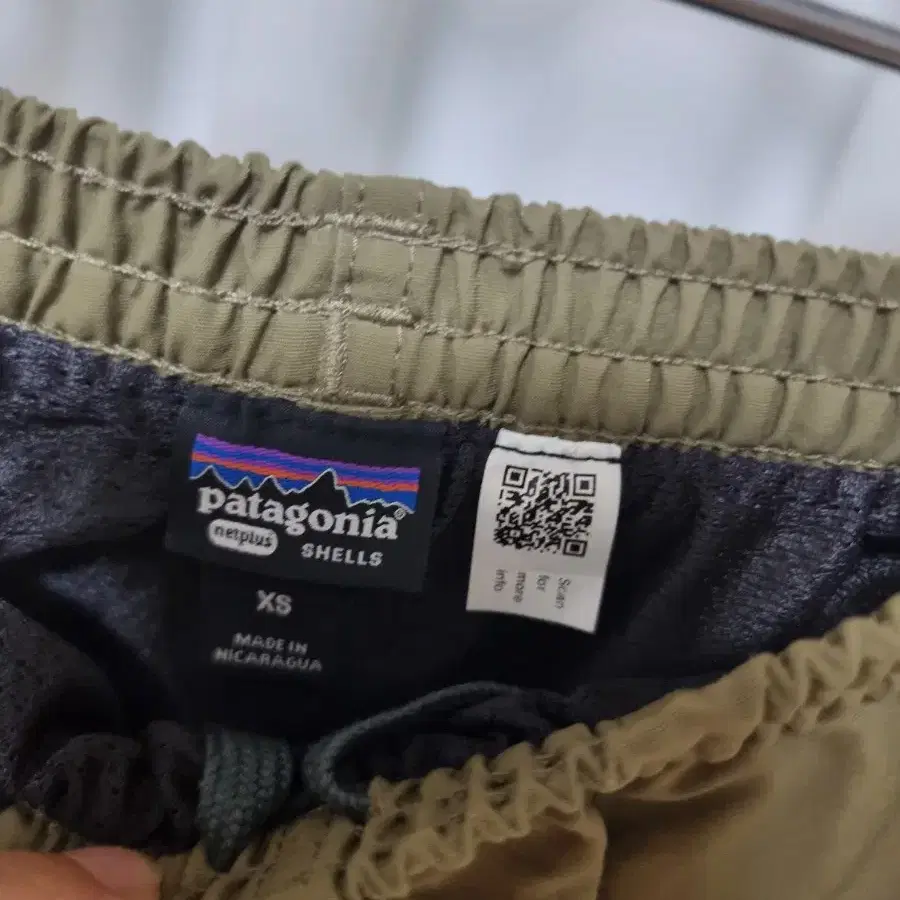 patagonia®
netplus SHELLS
XS
MADE IN
NICARAGUA
Scan
for
more
info